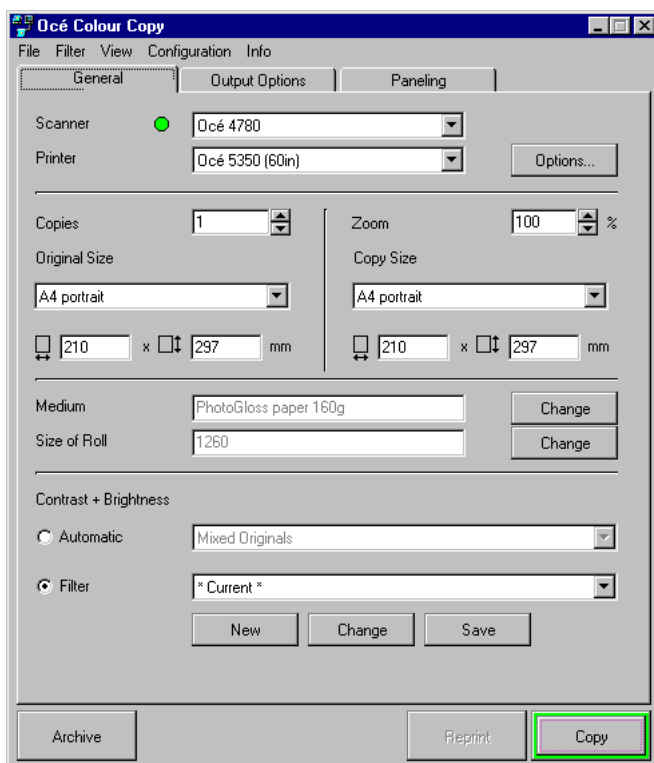 Océ Colour Copy
File Filter View Configuration Info
General Output Options Paneling
Scanner Océ 4780
Printer Océ 5350 (60in) Options...
Copies 1 Zoom 100 %
Original Size Copy Size
A4 portrait A4 portrait
210 x 297 mm 210 x 297 mm
Medium PhotoGloss paper 160g Change
Size of Roll 1260 Change
Contrast + Brightness
Automatic Mixed Originals
Filter * Current *
New Change Save
Archive Reprint Copy